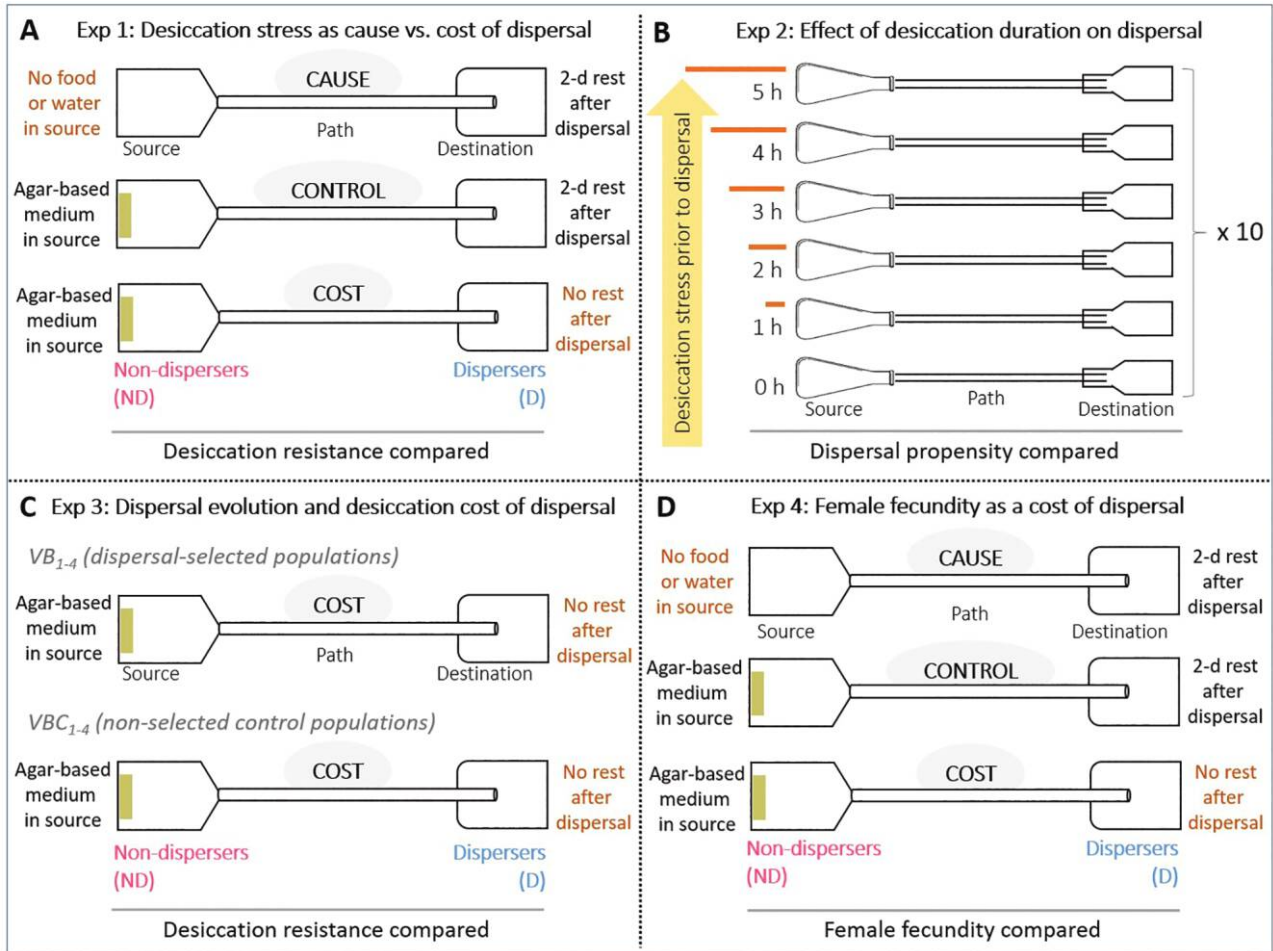 A Exp 1: Desiccation stress as cause vs. cost of dispersal
No food
or water
in source
CAUSE
2-d rest
after
dispersal
Source
Path
Destination
Agar-based
medium
in source
CONTROL
2-d rest
after
dispersal
Agar-based
medium
in source
COST
No rest
after
dispersal
Non-dispersers
(ND)
Dispersers
(D)
Desiccation resistance compared
B Exp 2: Effect of desiccation duration on dispersal
Desiccation stress prior to dispersal
5 h
4 h
3 h
2 h
1 h
0 h
x 10
Source
Path
Destination
Dispersal propensity compared
C Exp 3: Dispersal evolution and desiccation cost of dispersal
VB1-4 (dispersal-selected populations)
Agar-based
medium
in source
COST
No rest
after
dispersal
Source
Path
Destination
VBC1-4 (non-selected control populations)
Agar-based
medium
in source
COST
No rest
after
dispersal
Non-dispersers
(ND)
Dispersers
(D)
Desiccation resistance compared
D Exp 4: Female fecundity as a cost of dispersal
No food
or water
in source
CAUSE
2-d rest
after
dispersal
Source
Path
Destination
Agar-based
medium
in source
CONTROL
2-d rest
after
dispersal
Agar-based
medium
in source
COST
No rest
after
dispersal
Non-dispersers
(ND)
Dispersers
(D)
Female fecundity compared